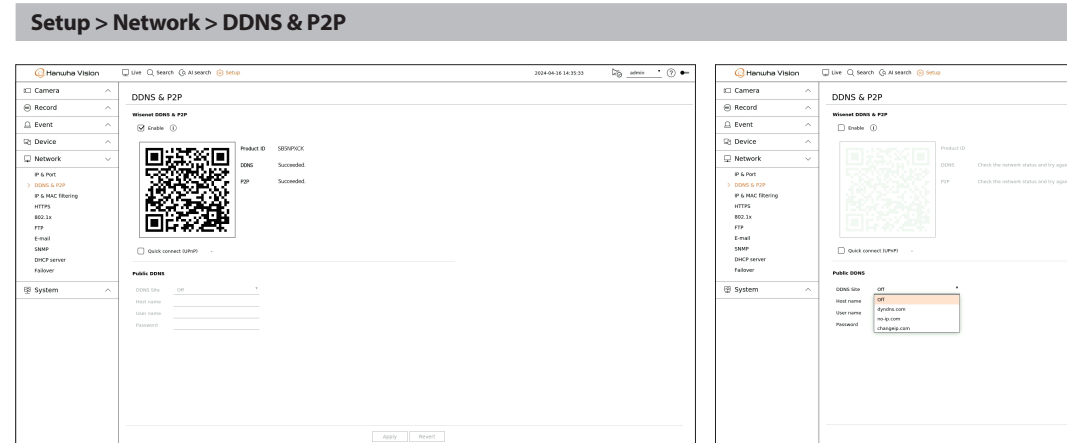 Setup > Network > DDNS & P2P
Hanwha Vision
Live Search AI search Setup
2024-04-16 14:35:33
admin
Camera
Record
Event
Device
Network
IP & Port
DDNS & P2P
IP & MAC filtering
HTTPS
802.1x
FTP
E-mail
SNMP
DHCP server
Failover
System
DDNS & P2P
Wisenet DDNS & P2P
Enable
Product ID SBSNPXCK
DDNS Succeeded.
P2P Succeeded.
Quick connect (UPnP) -
Public DDNS
DDNS Site Off
Host name
User name
Password
Apply Revert
Hanwha Vision
Live Search AI search Setup
Camera
Record
Event
Device
Network
IP & Port
DDNS & P2P
IP & MAC filtering
HTTPS
802.1x
FTP
E-mail
SNMP
DHCP server
Failover
System
DDNS & P2P
Wisenet DDNS & P2P
Enable
Product ID
DDNS Check the network status and try agai
P2P Check the network status and try agai
Quick connect (UPnP) -
Public DDNS
DDNS Site Off
Host name Off
User name dyndns.com
no-ip.com
Password
changeip.com